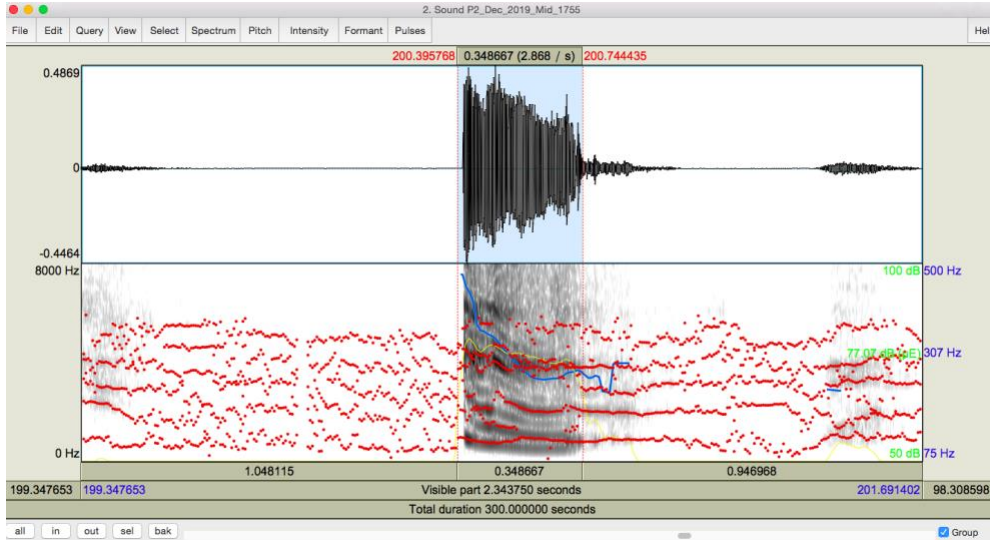 2. Sound P2_Dec_2019_Mid_1755
File Edit Query View Select Spectrum Pitch Intensity Formant Pulses Hel
200.395768 0.348667 (2.868 / s) 200.744435
0.4869
0
-0.4464
8000 Hz 100 dB 500 Hz
77.07 dB (µE) 307 Hz
0 Hz 50 dB 75 Hz
1.048115 0.348667 0.946968
199.347653 199.347653 Visible part 2.343750 seconds 201.691402 98.308598
Total duration 300.000000 seconds
all in out sel bak Group